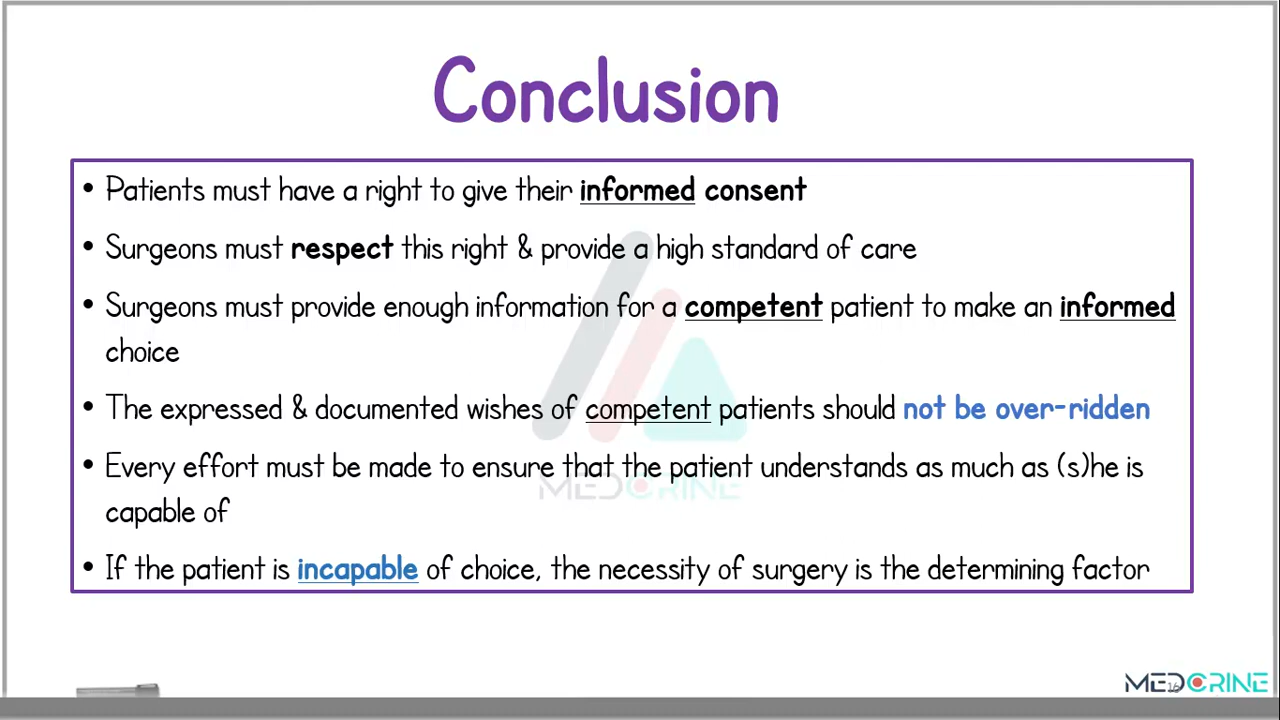 Conclusion
• Patients must have a right to give their informed consent
• Surgeons must respect this right & provide a high standard of care
• Surgeons must provide enough information for a competent patient to make an informed
choice
• The expressed & documented wishes of competent patients should not be over-ridden
• Every effort must be made to ensure that the patient understands as much as (s)he is
capable of
• If the patient is incapable of choice, the necessity of surgery is the determining factor
MEDCRINE
MEDCRINE